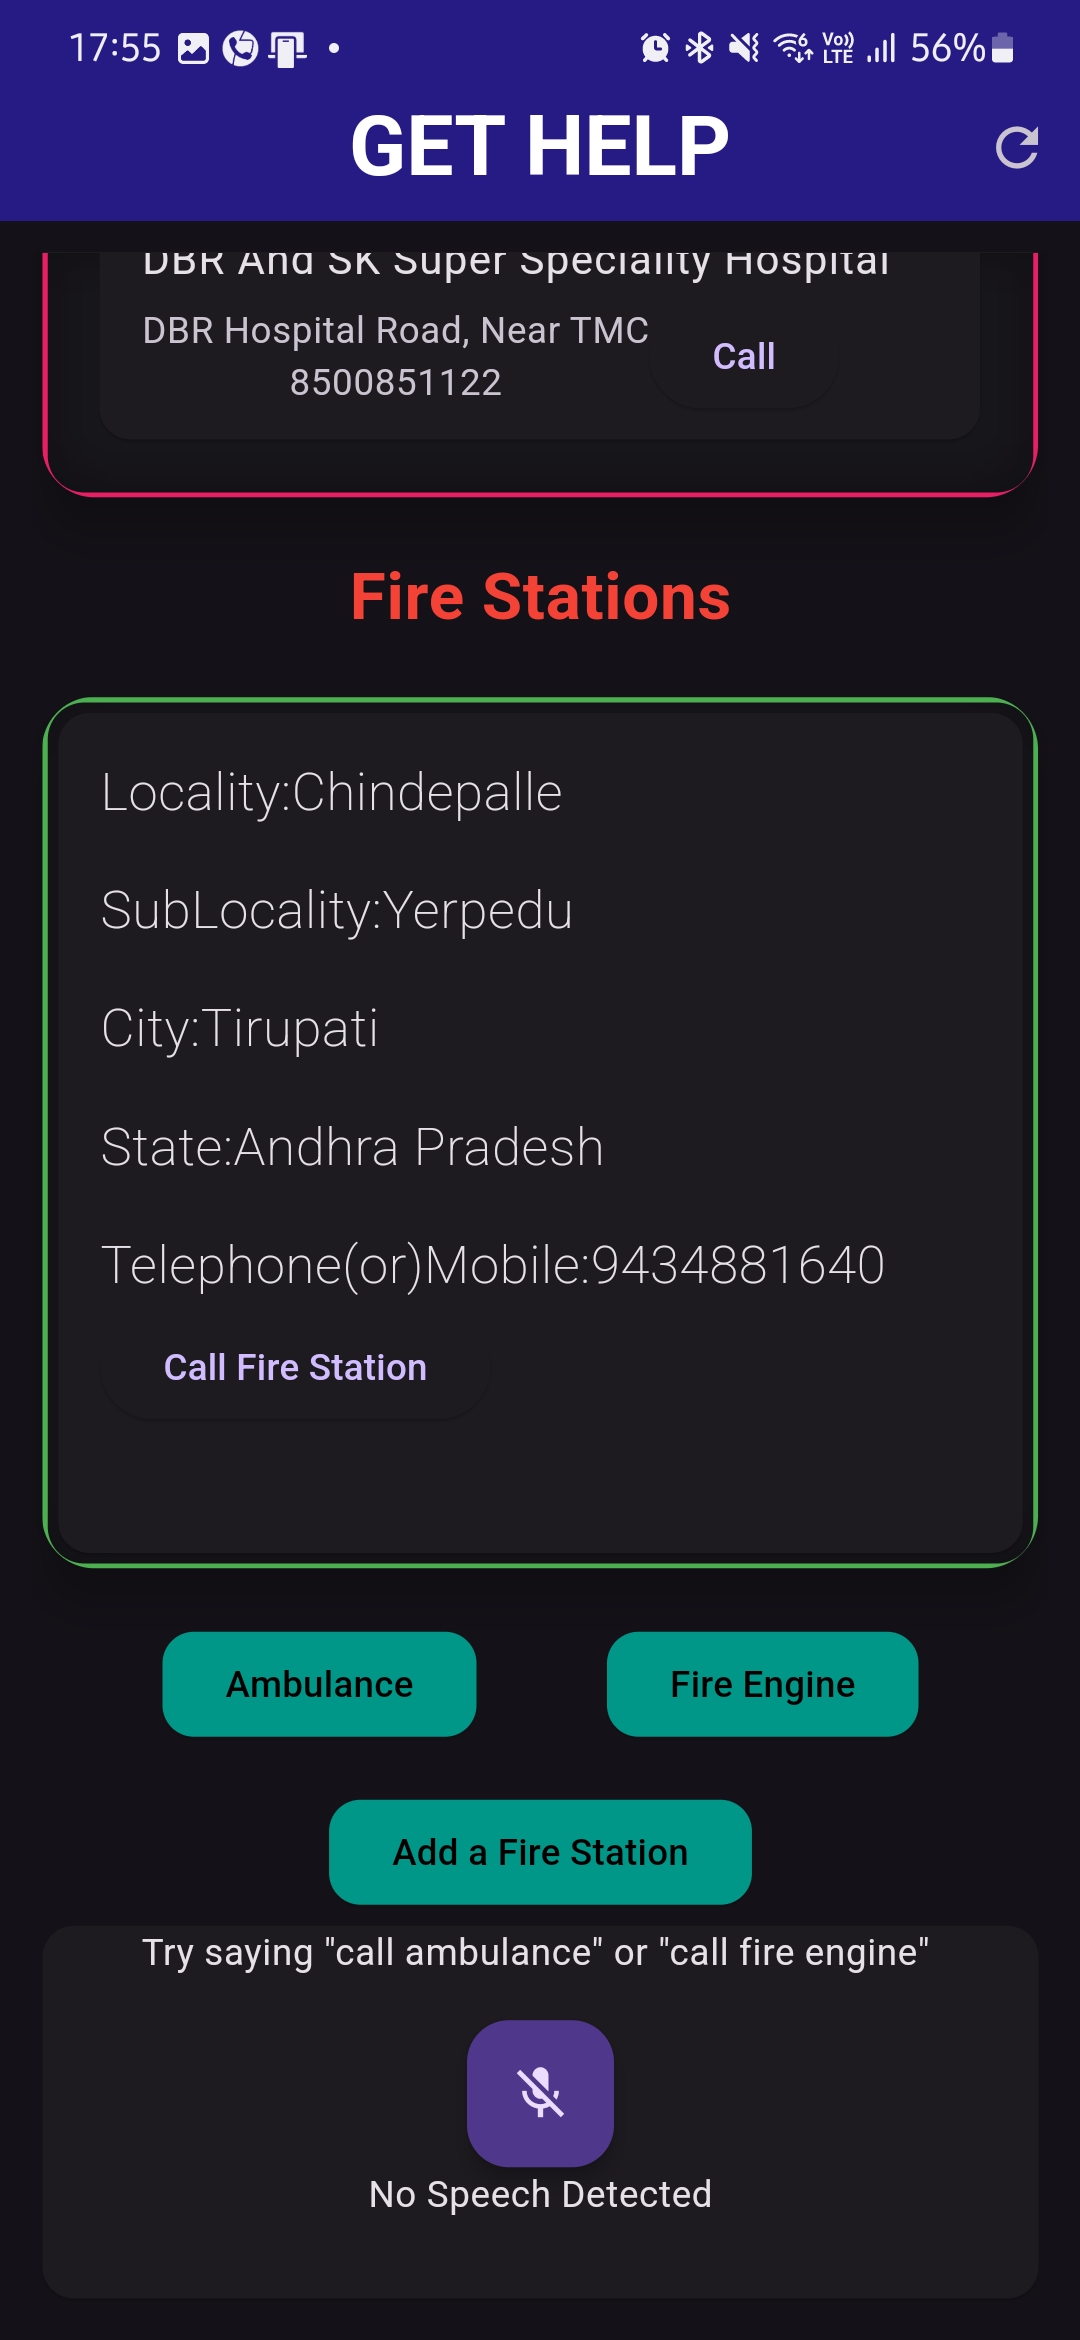 17:55
Vo)) LTE
56%
GET HELP
DBR And SK Super Speciality Hospital
DBR Hospital Road, Near TMC
8500851122
Call
Fire Stations
Locality:Chindepalle
SubLocality:Yerpedu
City:Tirupati
State:Andhra Pradesh
Telephone(or)Mobile:9434881640
Call Fire Station
Ambulance
Fire Engine
Add a Fire Station
Try saying "call ambulance" or "call fire engine"
No Speech Detected